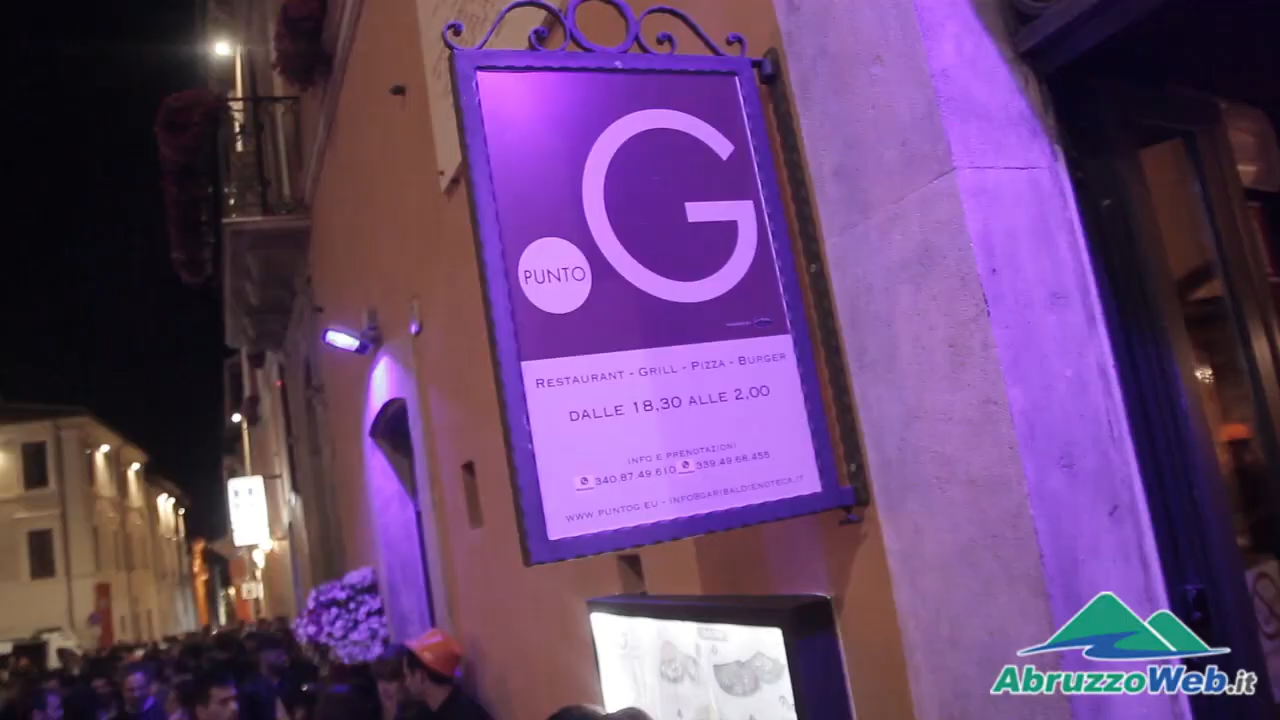 PUNTO
.G
RESTAURANT - GRILL - PIZZA - BURGER
DALLE 18,30 ALLE 2,00
INFO E PRENOTAZIONI
340.87.49.610 339.49.68.455
WWW.PUNTOG.EU - INFO@GARIBALDIENOTECA.IT
AbruzzoWeb.it